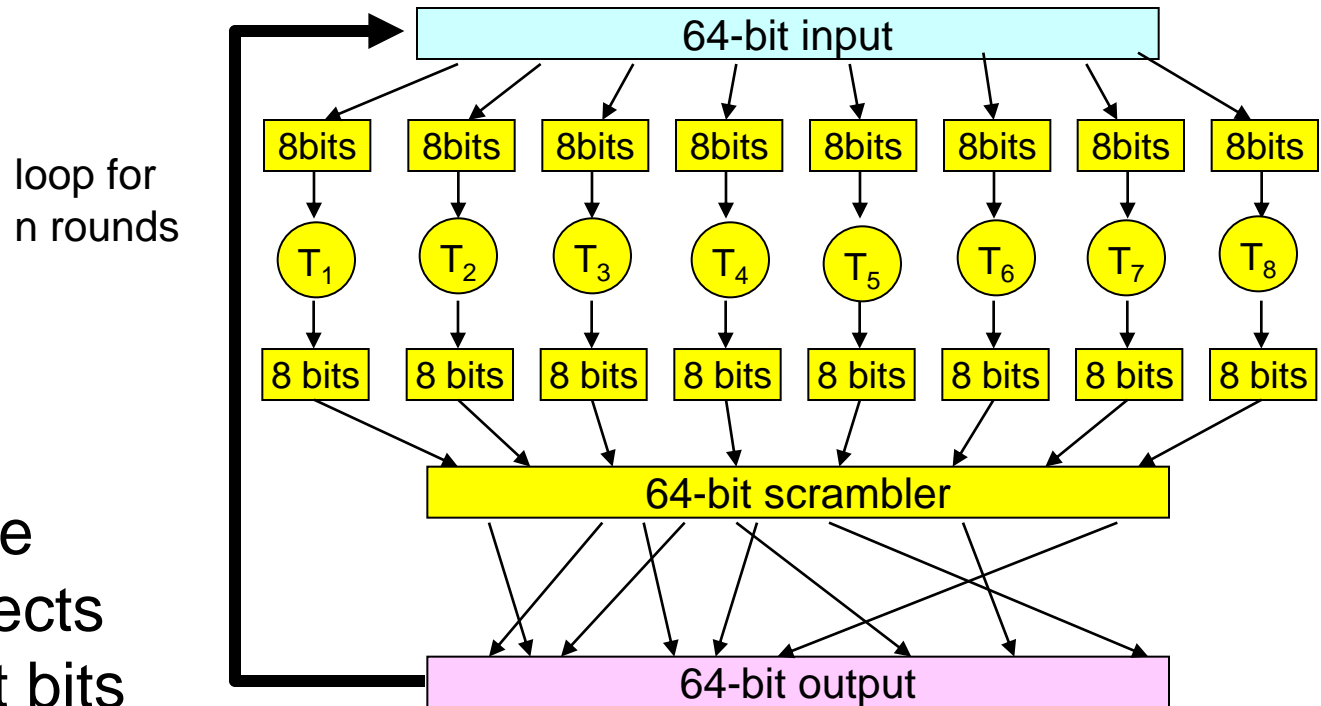 64-bit input
8bits 8bits 8bits 8bits 8bits 8bits 8bits 8bits
loop for
n rounds
T1 T2 T3 T4 T5 T6 T7 T8
8 bits 8 bits 8 bits 8 bits 8 bits 8 bits 8 bits 8 bits
64-bit scrambler
e
ects
t bits
64-bit output